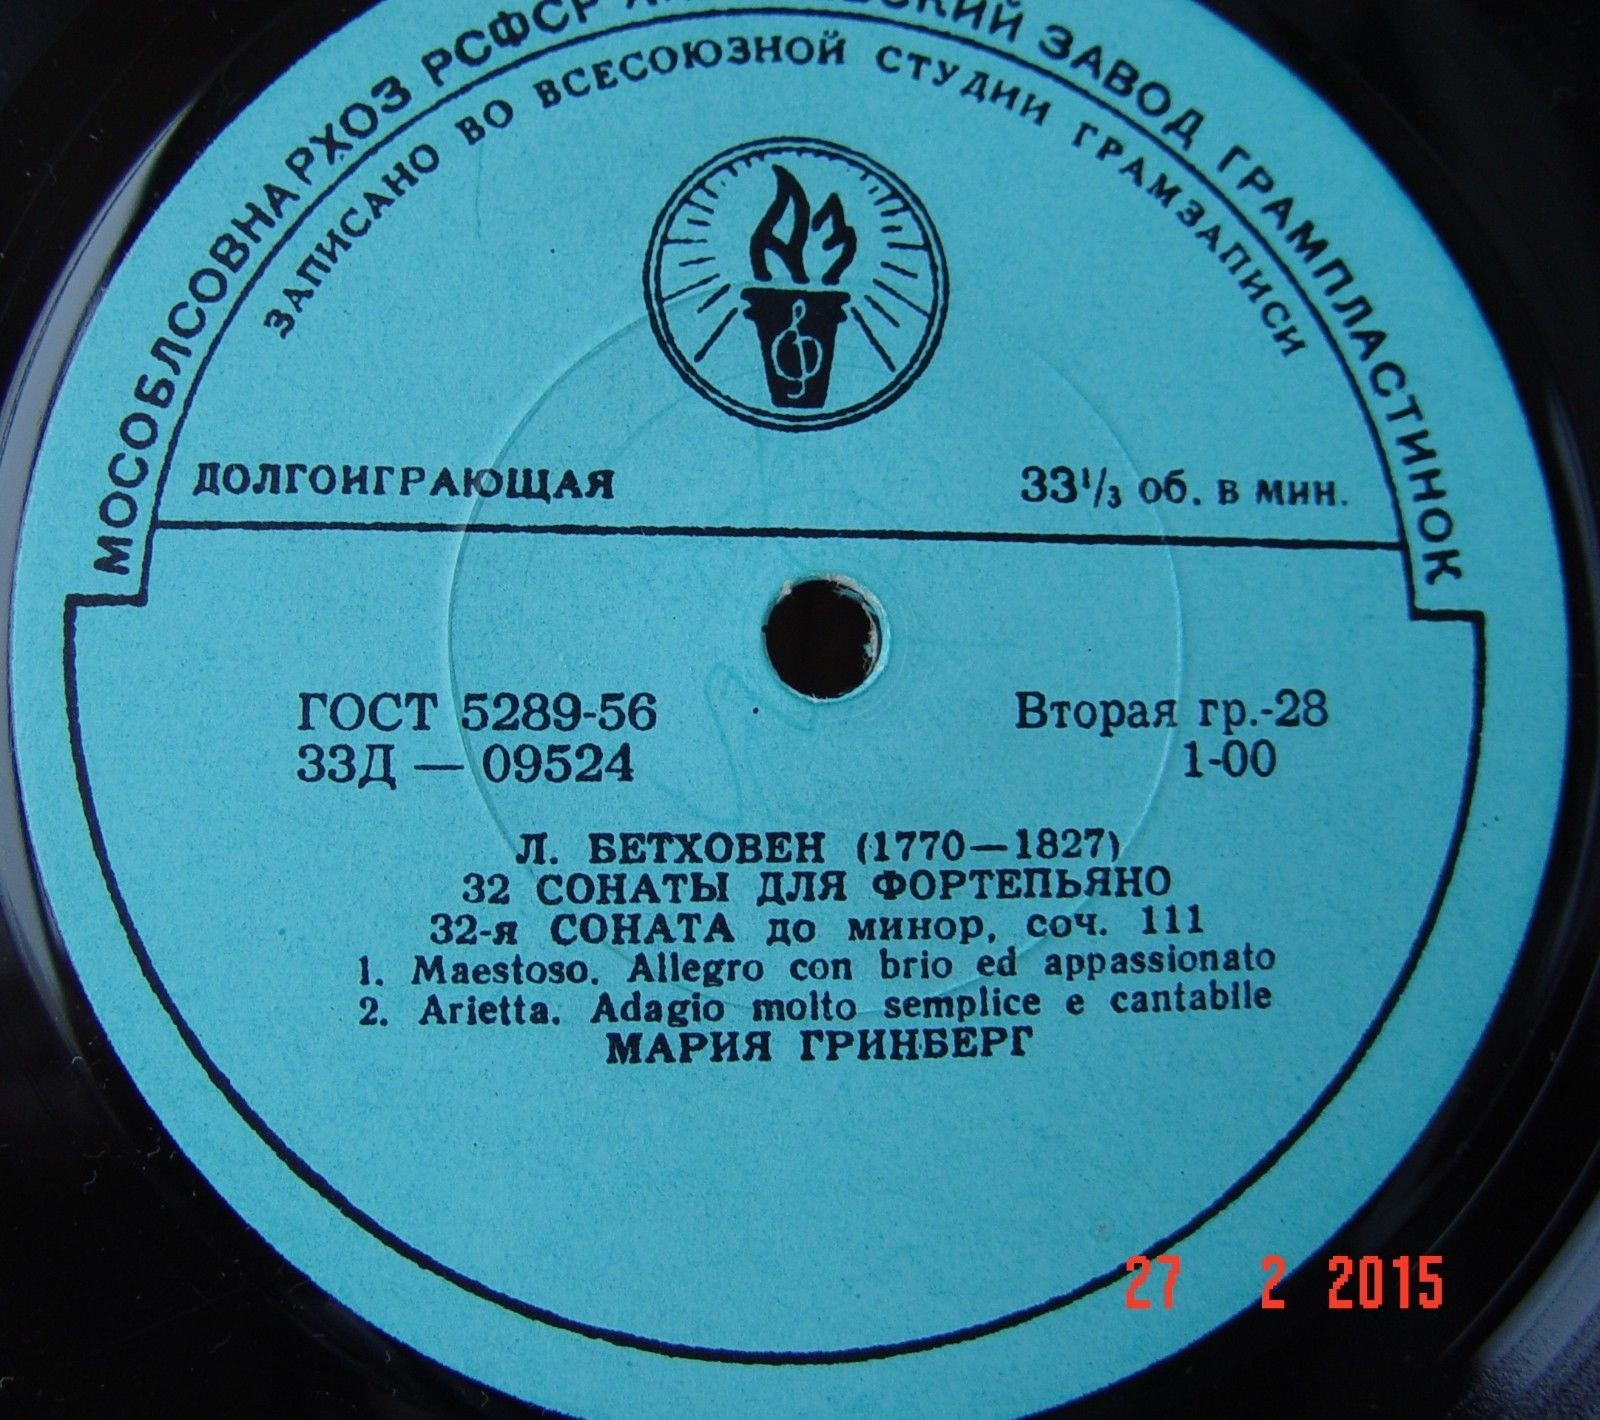 МОСОБЛСОВНАРХОЗ РСФСР ЗАВОД ГРАМПЛАСТИНОК
ЗАПИСАНО ВО ВСЕСОЮЗНОЙ СТУДИИ ГРАМЗАПИСИ
АЗ
ДОЛГОИГРАЮЩАЯ 33⅓ об. в мин.
ГОСТ 5289-56 Вторая гр.-28
33Д — 09524 1-00
Л. БЕТХОВЕН (1770—1827)
32 СОНАТЫ ДЛЯ ФОРТЕПЬЯНО
32-я СОНАТА до минор, соч. 111
1. Maestoso. Allegro con brio ed appassionato
2. Arietta. Adagio molto semplice e cantabile
МАРИЯ ГРИНБЕРГ
27 2 2015